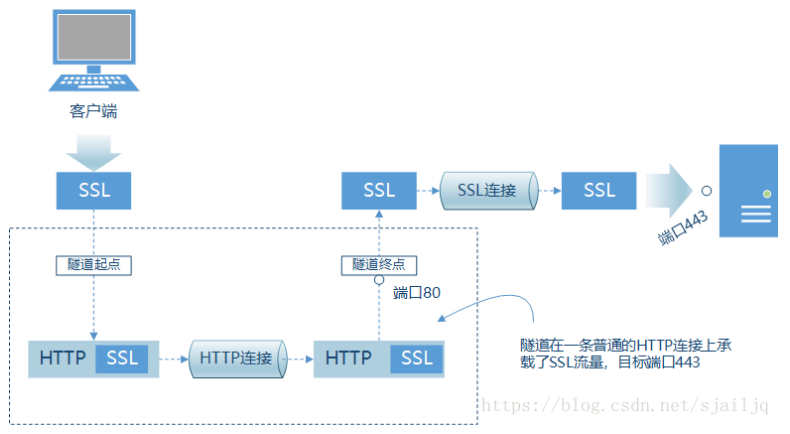 客户端
SSL
SSL
SSL连接
SSL
端口443
隧道起点
隧道终点
端口80
HTTP
SSL
HTTP连接
HTTP
SSL
隧道在一条普通的HTTP连接上承
载了SSL流量，目标端口443
https://blog.csdn.net/sjailjq